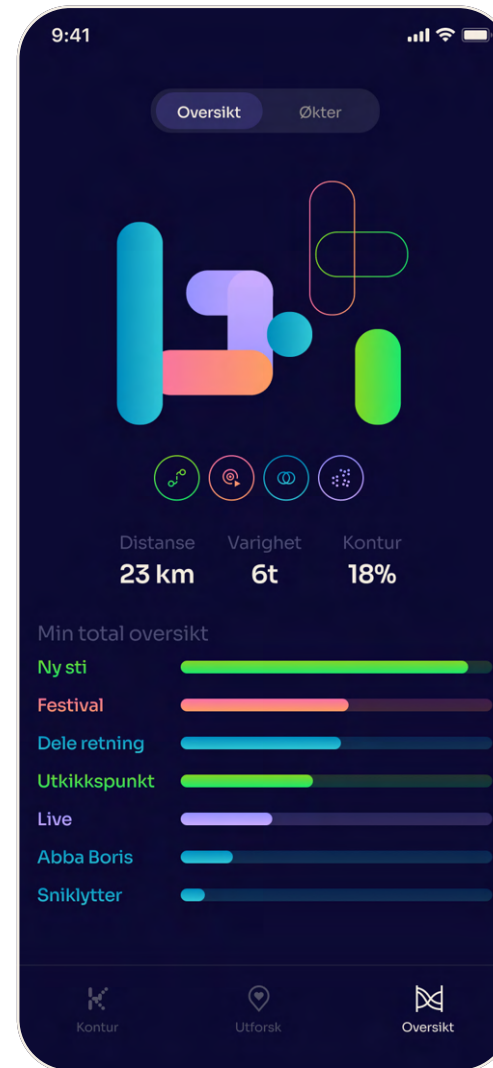 9:41
Oversikt Økter
Distanse Varighet Kontur
23 km 6t 18%
Min total oversikt
Ny sti
Festival
Dele retning
Utkikkspunkt
Live
Abba Boris
Sniklytter
Kontur Utforsk Oversikt